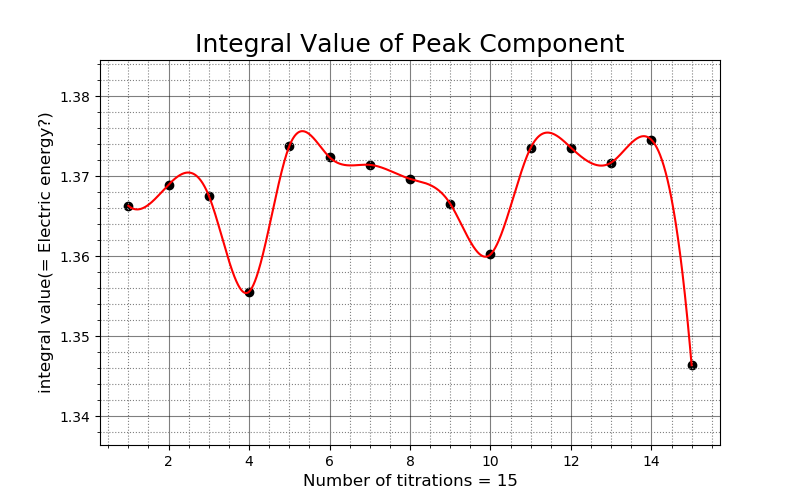 Integral Value of Peak Component
integral value(= Electric energy?)
1.38
1.37
1.36
1.35
1.34
2 4 6 8 10 12 14
Number of titrations = 15